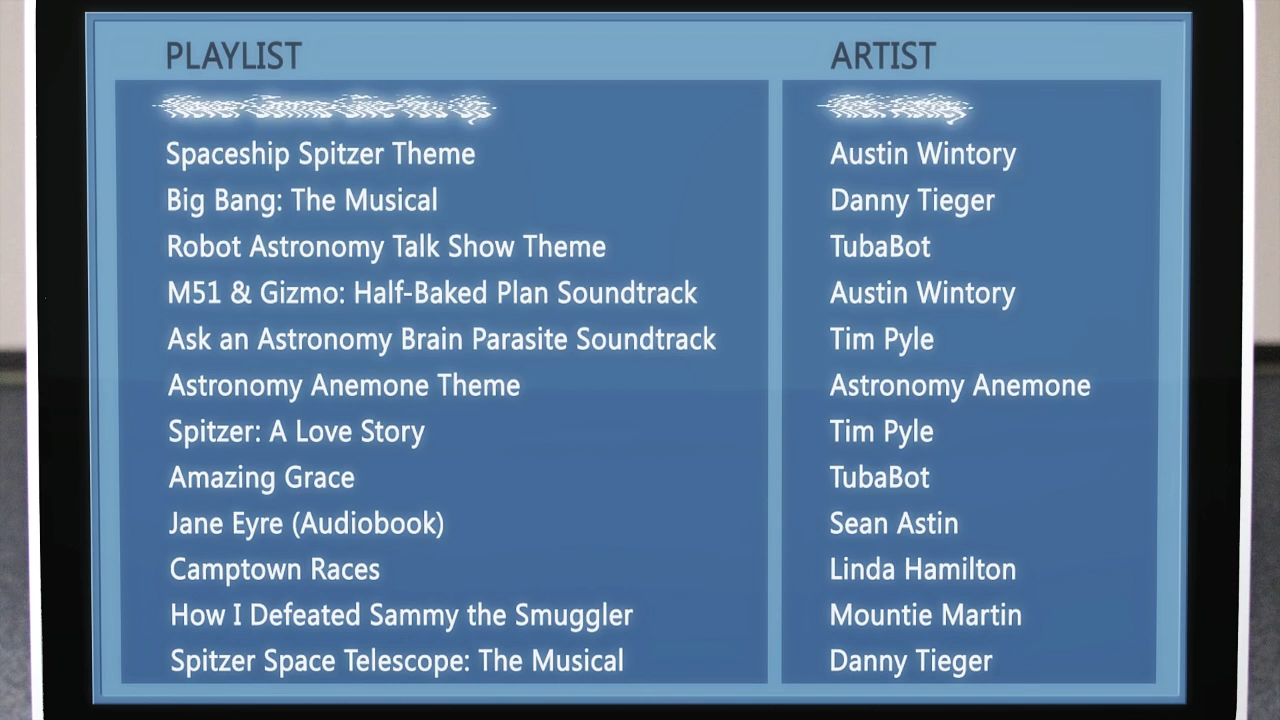 PLAYLIST ARTIST
Spaceship Spitzer Theme Austin Wintory
Big Bang: The Musical Danny Tieger
Robot Astronomy Talk Show Theme TubaBot
M51 & Gizmo: Half-Baked Plan Soundtrack Austin Wintory
Ask an Astronomy Brain Parasite Soundtrack Tim Pyle
Astronomy Anemone Theme Astronomy Anemone
Spitzer: A Love Story Tim Pyle
Amazing Grace TubaBot
Jane Eyre (Audiobook) Sean Astin
Camptown Races Linda Hamilton
How I Defeated Sammy the Smuggler Mountie Martin
Spitzer Space Telescope: The Musical Danny Tieger